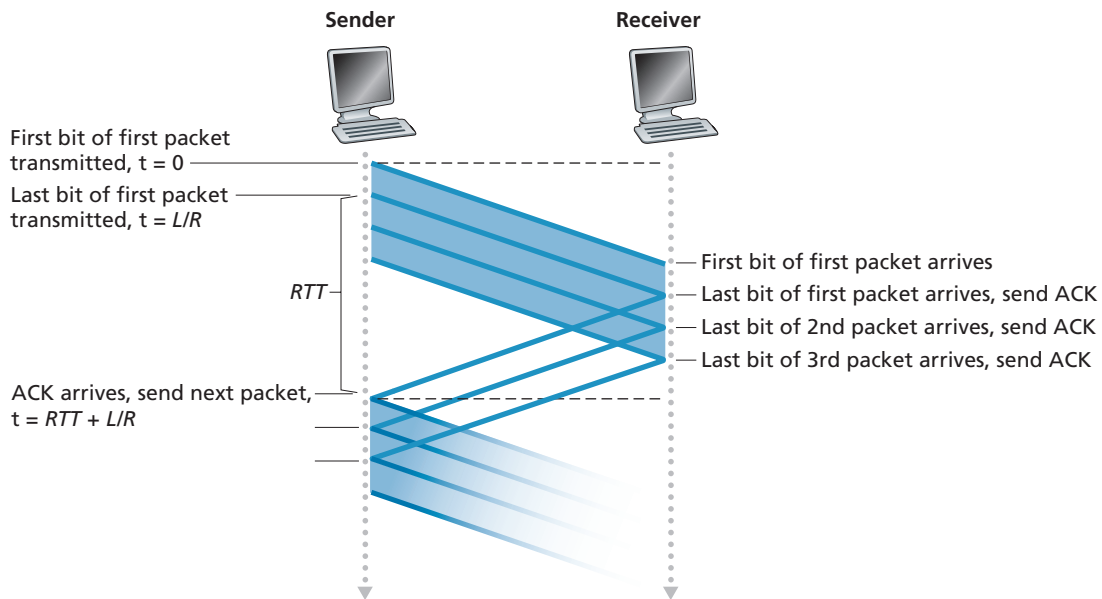 Sender
Receiver
First bit of first packet
transmitted, t = 0
Last bit of first packet
transmitted, t = L/R
RTT
First bit of first packet arrives
Last bit of first packet arrives, send ACK
Last bit of 2nd packet arrives, send ACK
Last bit of 3rd packet arrives, send ACK
ACK arrives, send next packet,
t = RTT + L/R